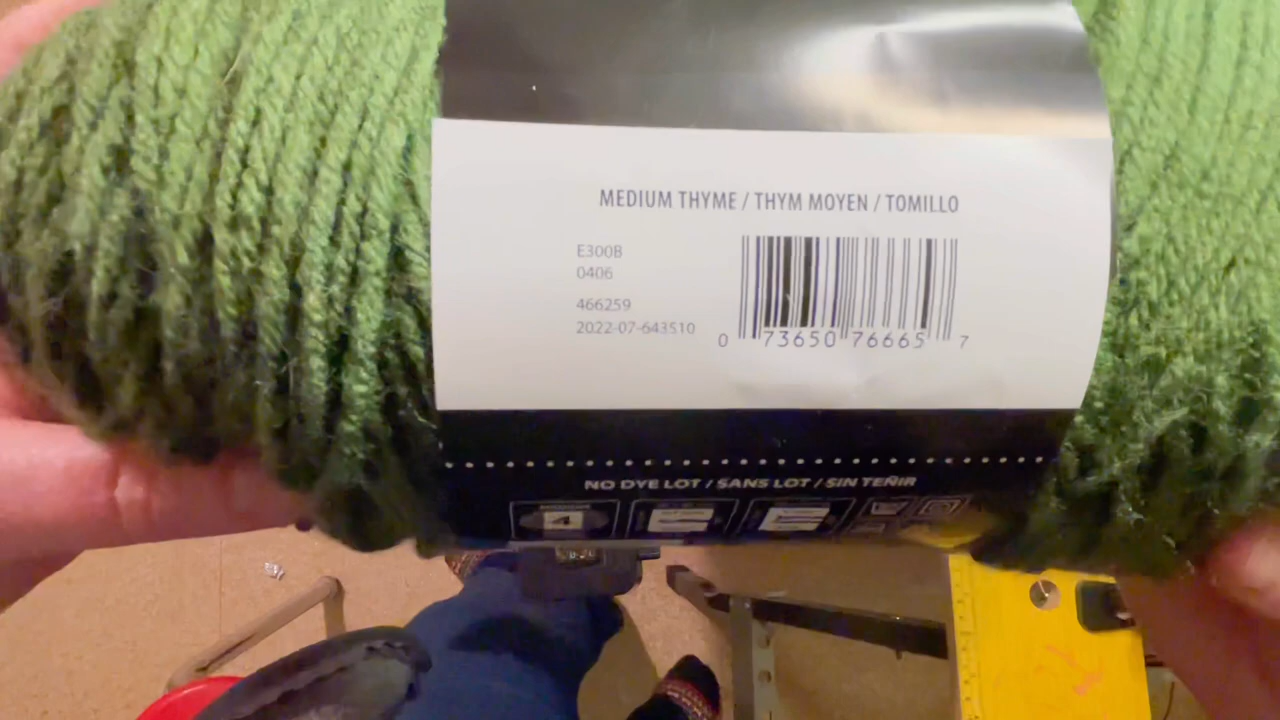 MEDIUM THYME / THYM MOYEN / TOMILLO
E300B
0406
466259
2022-07-643510
0 73650 76665 7
NO DYE LOT / SANS LOT / SIN TEÑIR
4